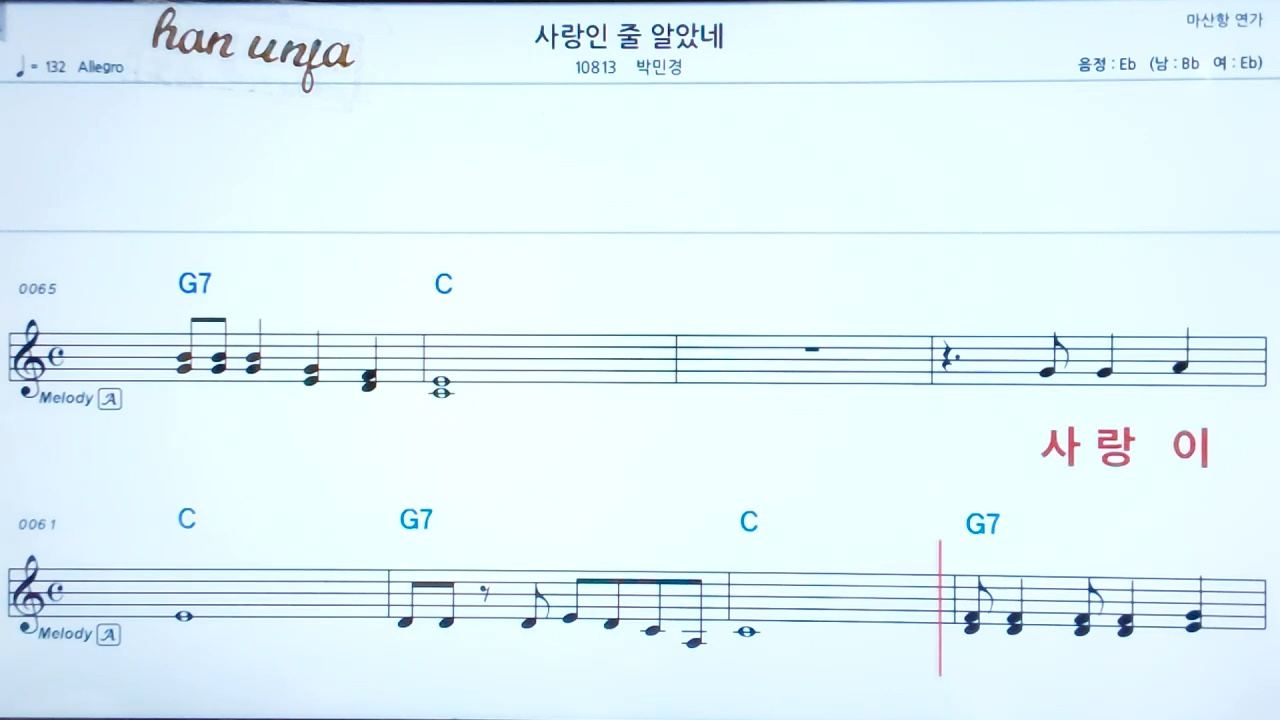 han unfa
사랑인 줄 알았네
마산항 연가
♩= 132 Allegro
10813 박민경
음정 : Eb (남 : Bb 여 : Eb)
0065
G7 C
Melody A
사 랑 이
0061
C G7 C G7
Melody A